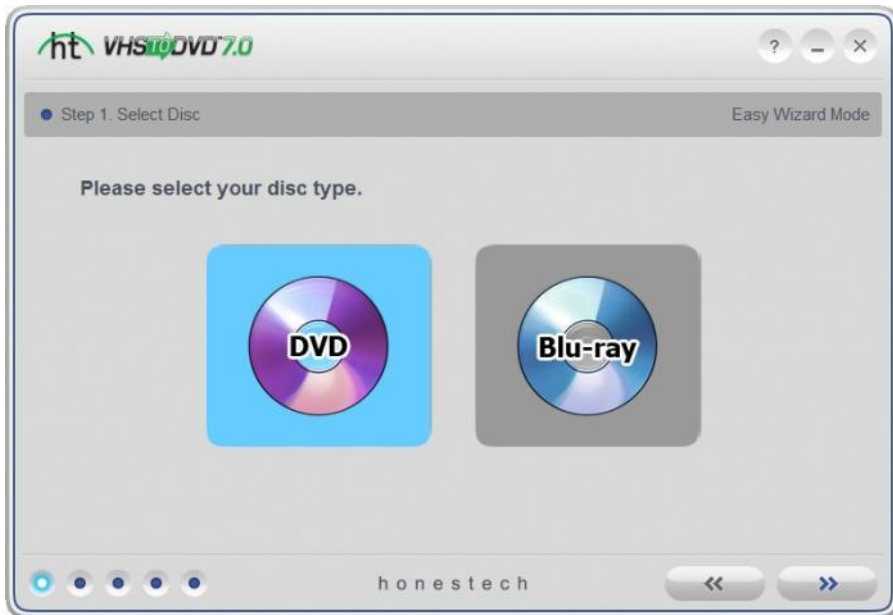 ht VHS TO DVD™ 7.0
?
Step 1. Select Disc
Easy Wizard Mode
Please select your disc type.
DVD
Blu-ray
honestech